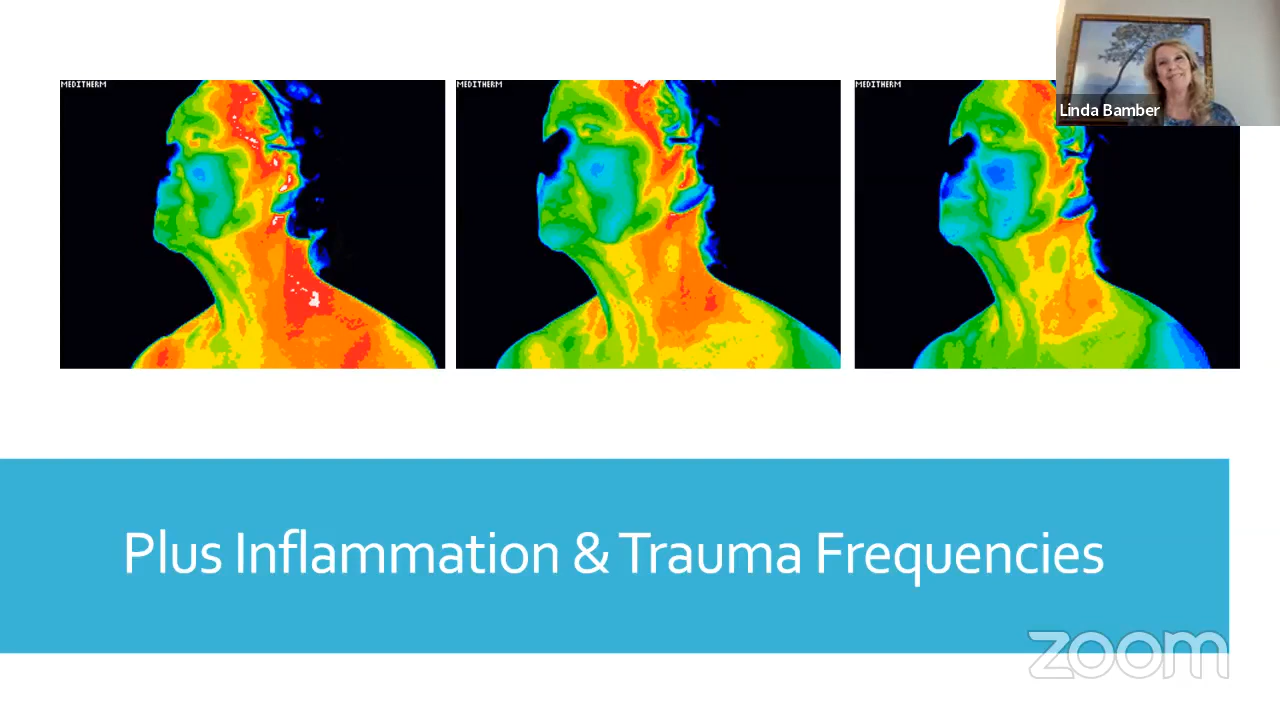 MEDITHERM
MEDITHERM
MEDITHERM
Linda Bamber
Plus Inflammation & Trauma Frequencies
zoom